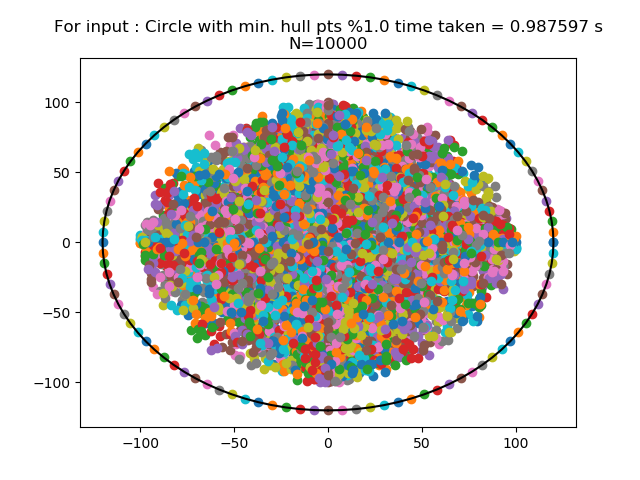 For input : Circle with min. hull pts %1.0 time taken = 0.987597 s
N=10000
100
50
0
−50
−100
−100 −50 0 50 100